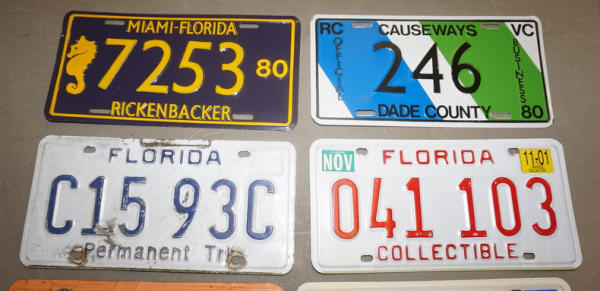 MIAMI-FLORIDA
7253 80
RICKENBACKER
RC CAUSEWAYS VC
OFFICIAL 246 BUSINESS
DADE COUNTY 80
FLORIDA
C15 93C
Permanent Trl
NOV FLORIDA 11-01
041 103
COLLECTIBLE